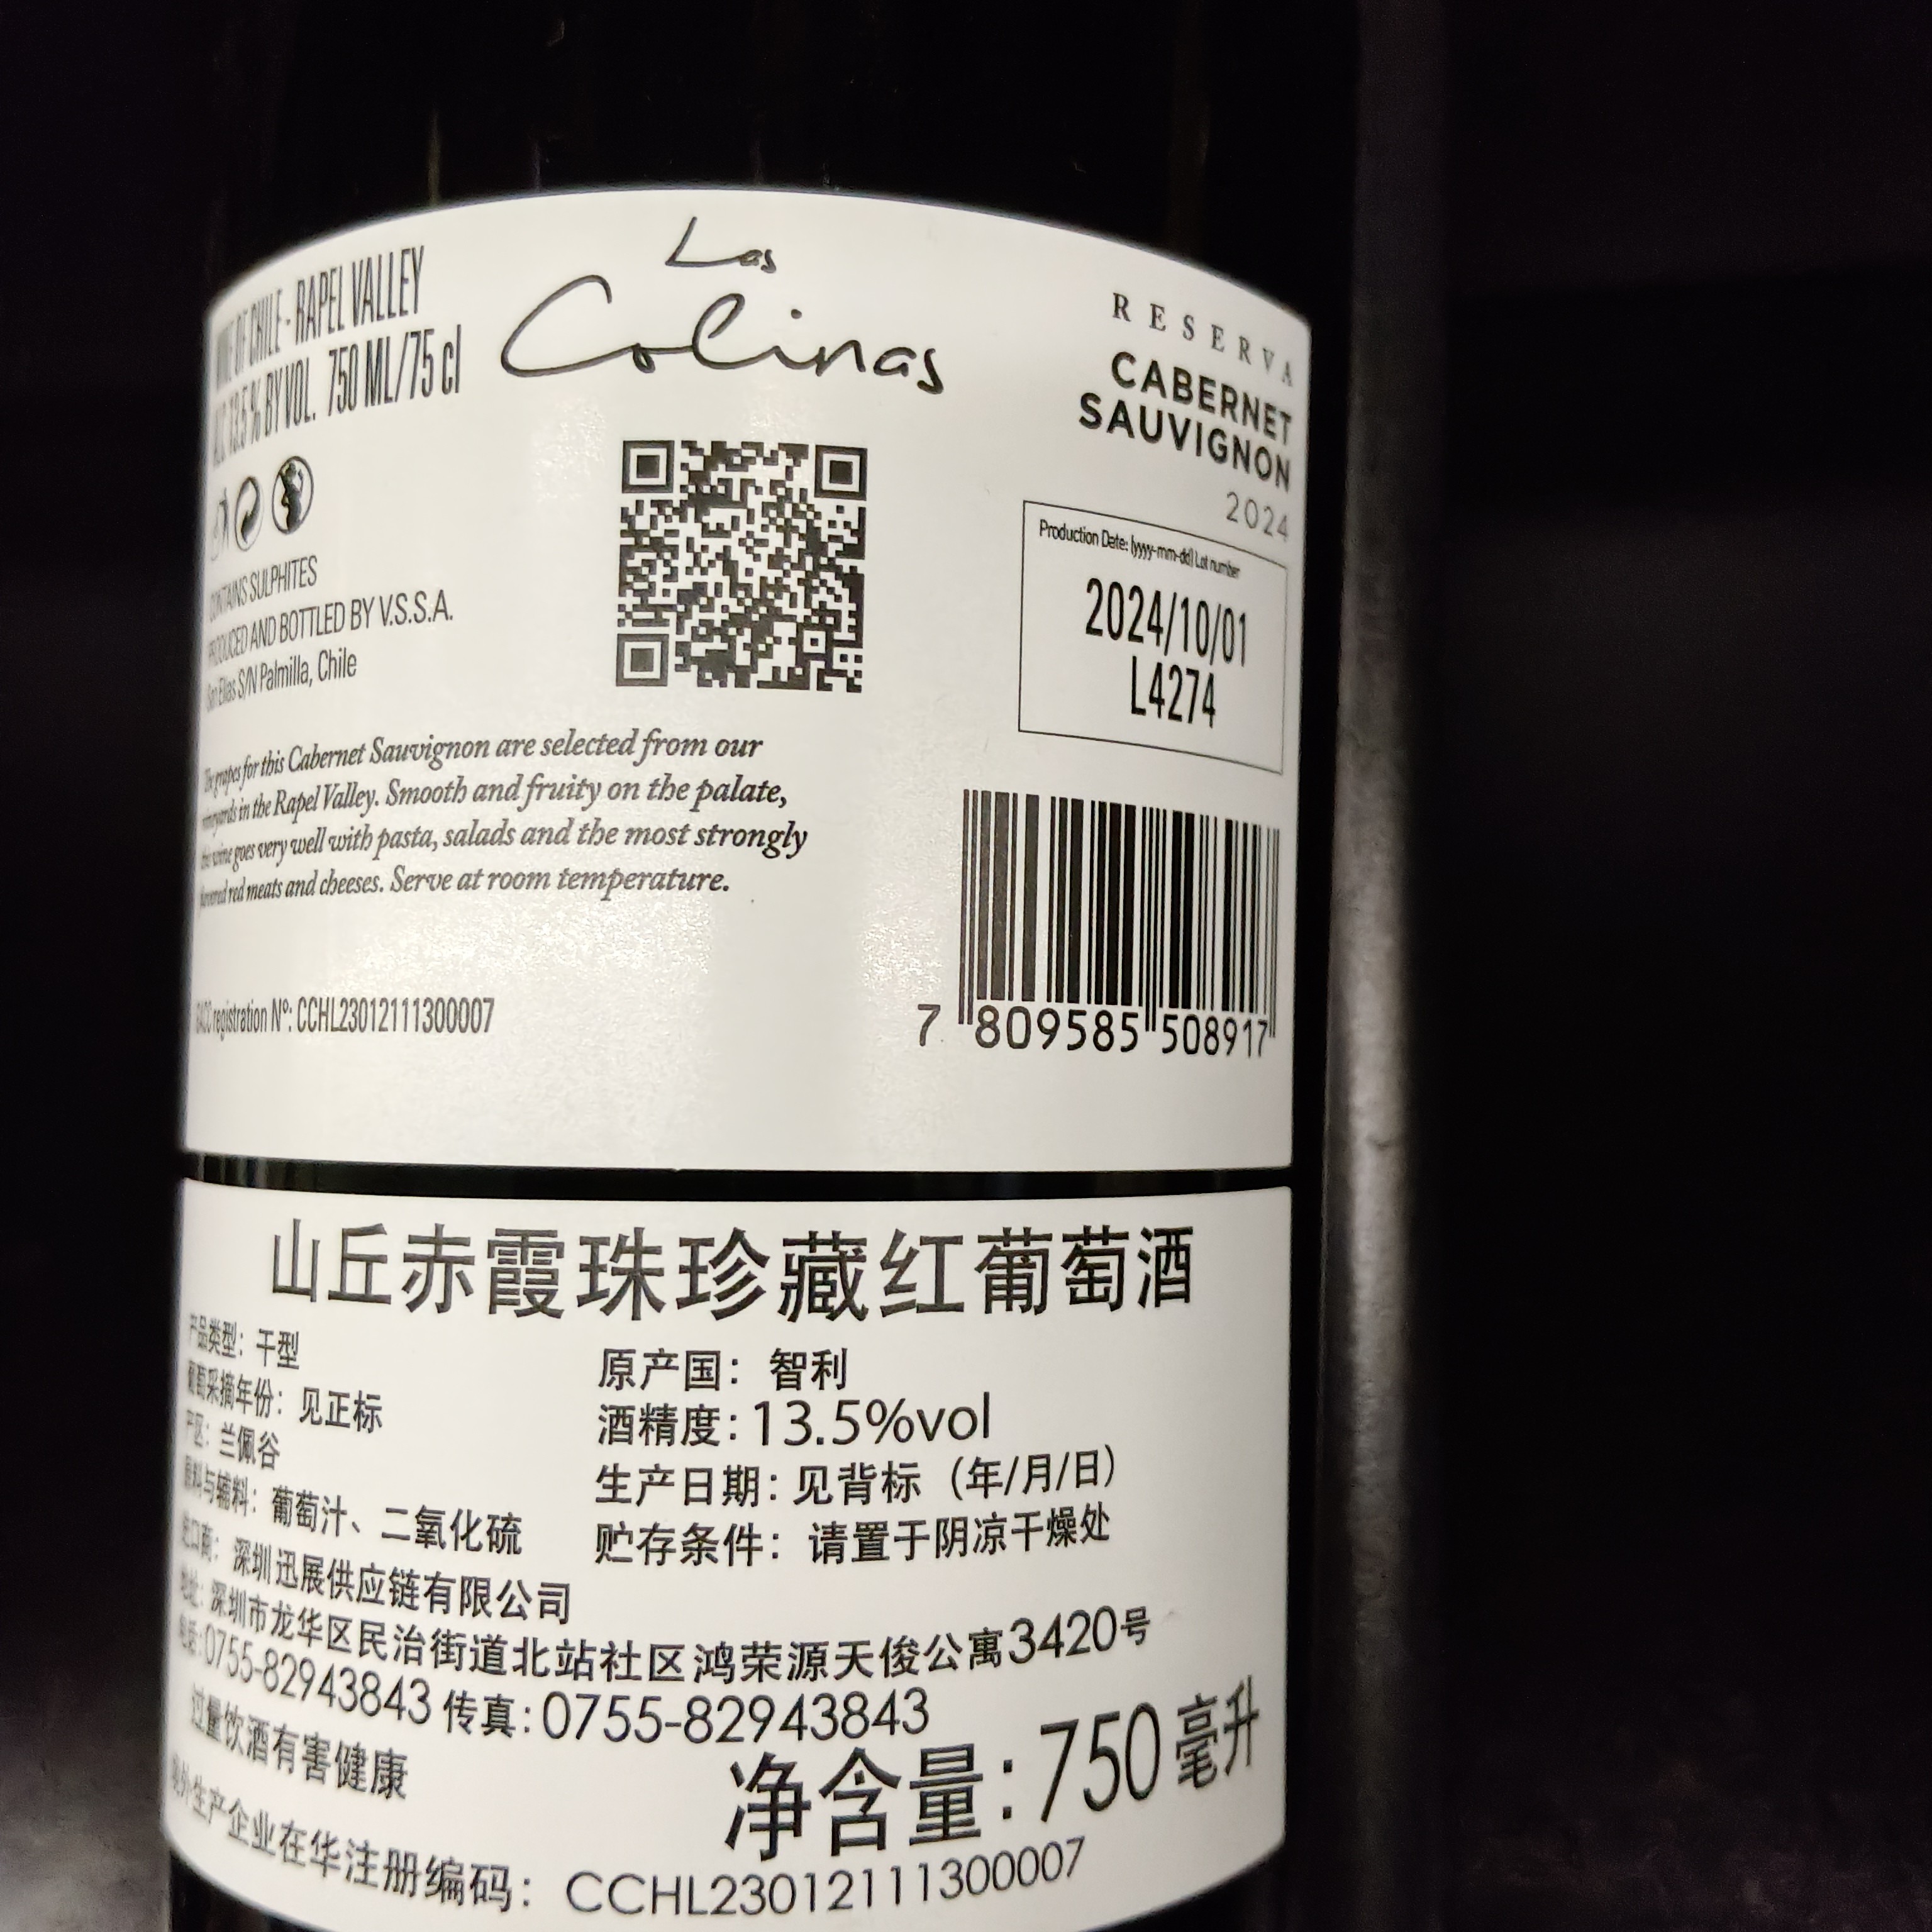 Las
Colinas
WINE OF CHILE - RAPEL VALLEY
ALC. 13.5 % BY VOL. 750 ML/75 cl
CONTAINS SULPHITES
PRODUCED AND BOTTLED BY V.S.S.A.
San Elias S/N Palmilla, Chile
The grapes for this Cabernet Sauvignon are selected from our
vineyards in the Rapel Valley. Smooth and fruity on the palate,
the wine goes very well with pasta, salads and the most strongly
flavored red meats and cheeses. Serve at room temperature.
GACC registration Nº: CCHL23012111300007
RESERVA
CABERNET
SAUVIGNON
2024
Production Date: (yyyy-mm-dd) Lot number
2024/10/01
L4274
7 809585 508917
山丘赤霞珠珍藏红葡萄酒
产品类型: 干型
葡萄采摘年份: 见正标
产区: 兰佩谷
原料与辅料: 葡萄汁、二氧化硫
原产国: 智利
酒精度: 13.5%vol
生产日期: 见背标 (年/月/日)
贮存条件: 请置于阴凉干燥处
进口商: 深圳迅展供应链有限公司
地址: 深圳市龙华区民治街道北站社区鸿荣源天俊公寓3420号
电话: 0755-82943843 传真: 0755-82943843
过量饮酒有害健康
净含量: 750毫升
境外生产企业在华注册编码: CCHL23012111300007